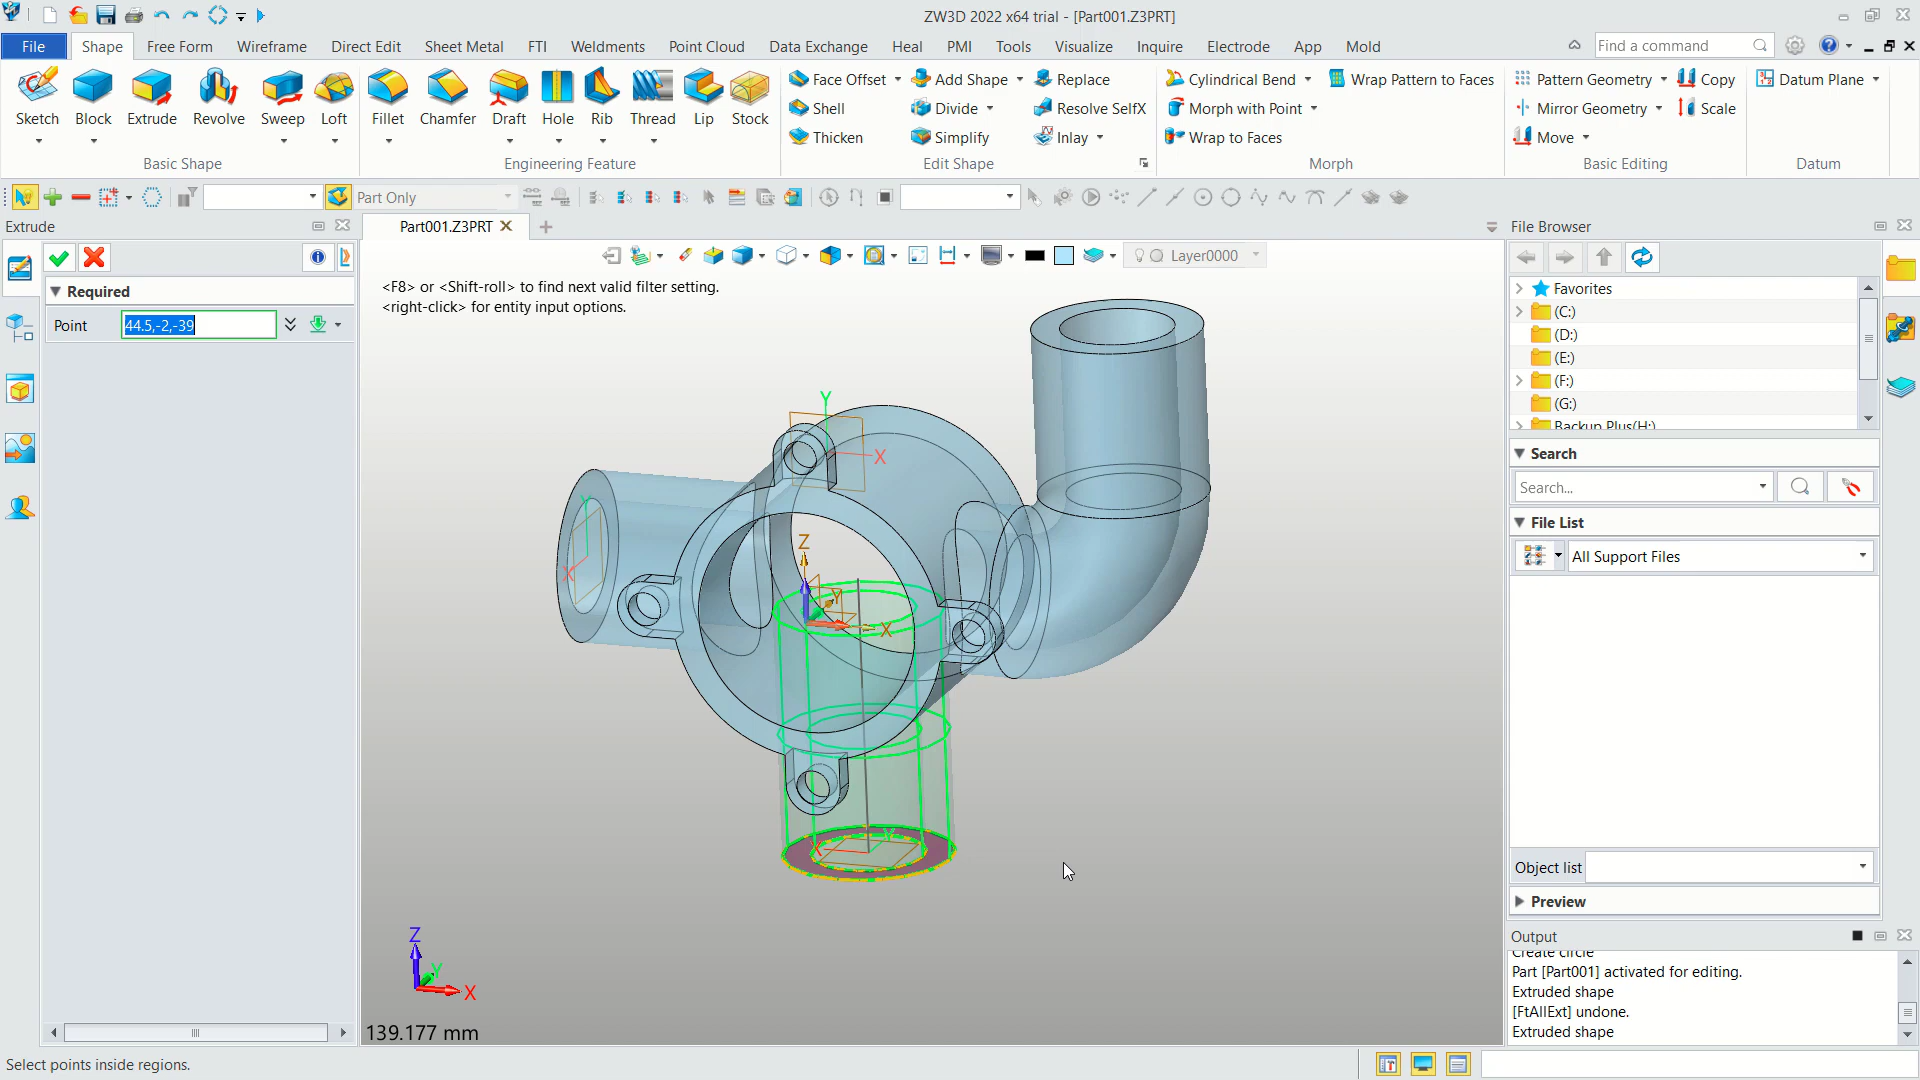 ZW3D 2022 x64 trial - [Part001.Z3PRT]
File Shape Free Form Wireframe Direct Edit Sheet Metal FTI Weldments Point Cloud Data Exchange Heal PMI Tools Visualize Inquire Electrode App Mold Find a command
Face Offset Add Shape Replace Cylindrical Bend Wrap Pattern to Faces Pattern Geometry Copy Datum Plane
Sketch Block Extrude Revolve Sweep Loft Fillet Chamfer Draft Hole Rib Thread Lip Stock Shell Divide Resolve SelfX Morph with Point Mirror Geometry Scale
Thicken Simplify Inlay Wrap to Faces Move
Basic Shape Engineering Feature Edit Shape Morph Basic Editing Datum
Part Only
Extrude Part001.Z3PRT File Browser
Layer0000
<F8> or <Shift-roll> to find next valid filter setting.
<right-click> for entity input options.
Required
Point 44.5,-2,-39
Favorites
(C:)
(D:)
(E:)
(F:)
(G:)
Backup Plus(H:)
Search
Search...
File List
All Support Files
Object list
Preview
Output
Create circle
Part [Part001] activated for editing.
Extruded shape
[FtAllExt] undone.
Extruded shape
Y
X
Y
X
Z
Y
X
X
Y
Z
Y
X
139.177 mm
Select points inside regions.